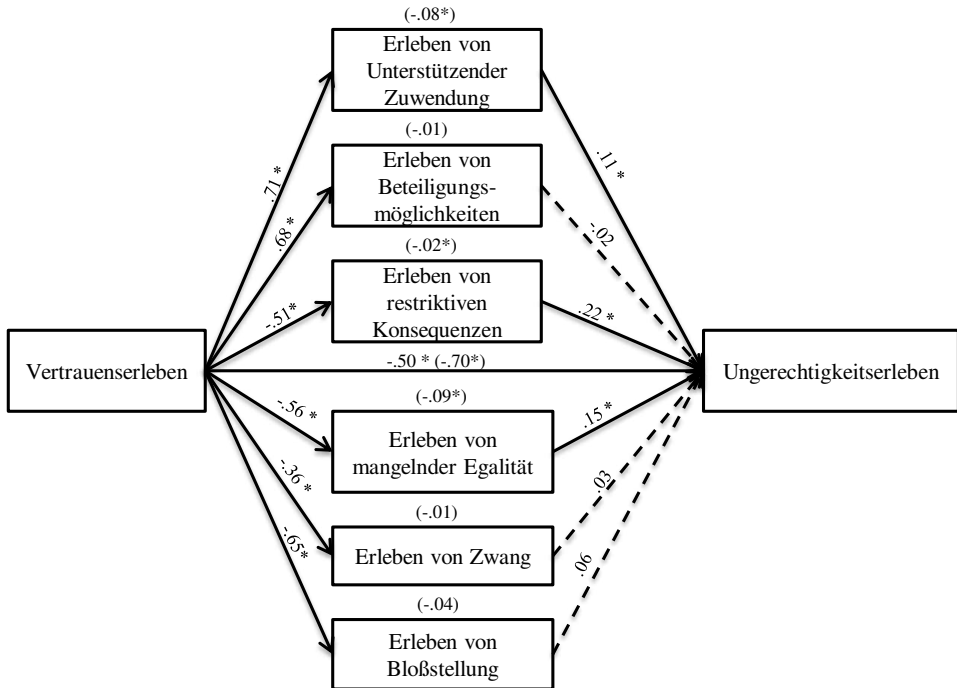 (-.08*)
Erleben von
Unterstützender
Zuwendung
(-.01)
Erleben von
Beteiligungs-
möglichkeiten
(-.02*)
Erleben von
restriktiven
Konsequenzen
.71 *
.68 *
-.51*
.11 *
-.02
.22 *
Vertrauenserleben
-.50 * (-.70*)
Ungerechtigkeitserleben
(-.09*)
Erleben von
mangelnder Egalität
(-.01)
Erleben von Zwang
(-.04)
Erleben von
Bloßstellung
-.56 *
-.36 *
-.65*
.15 *
.03
.06